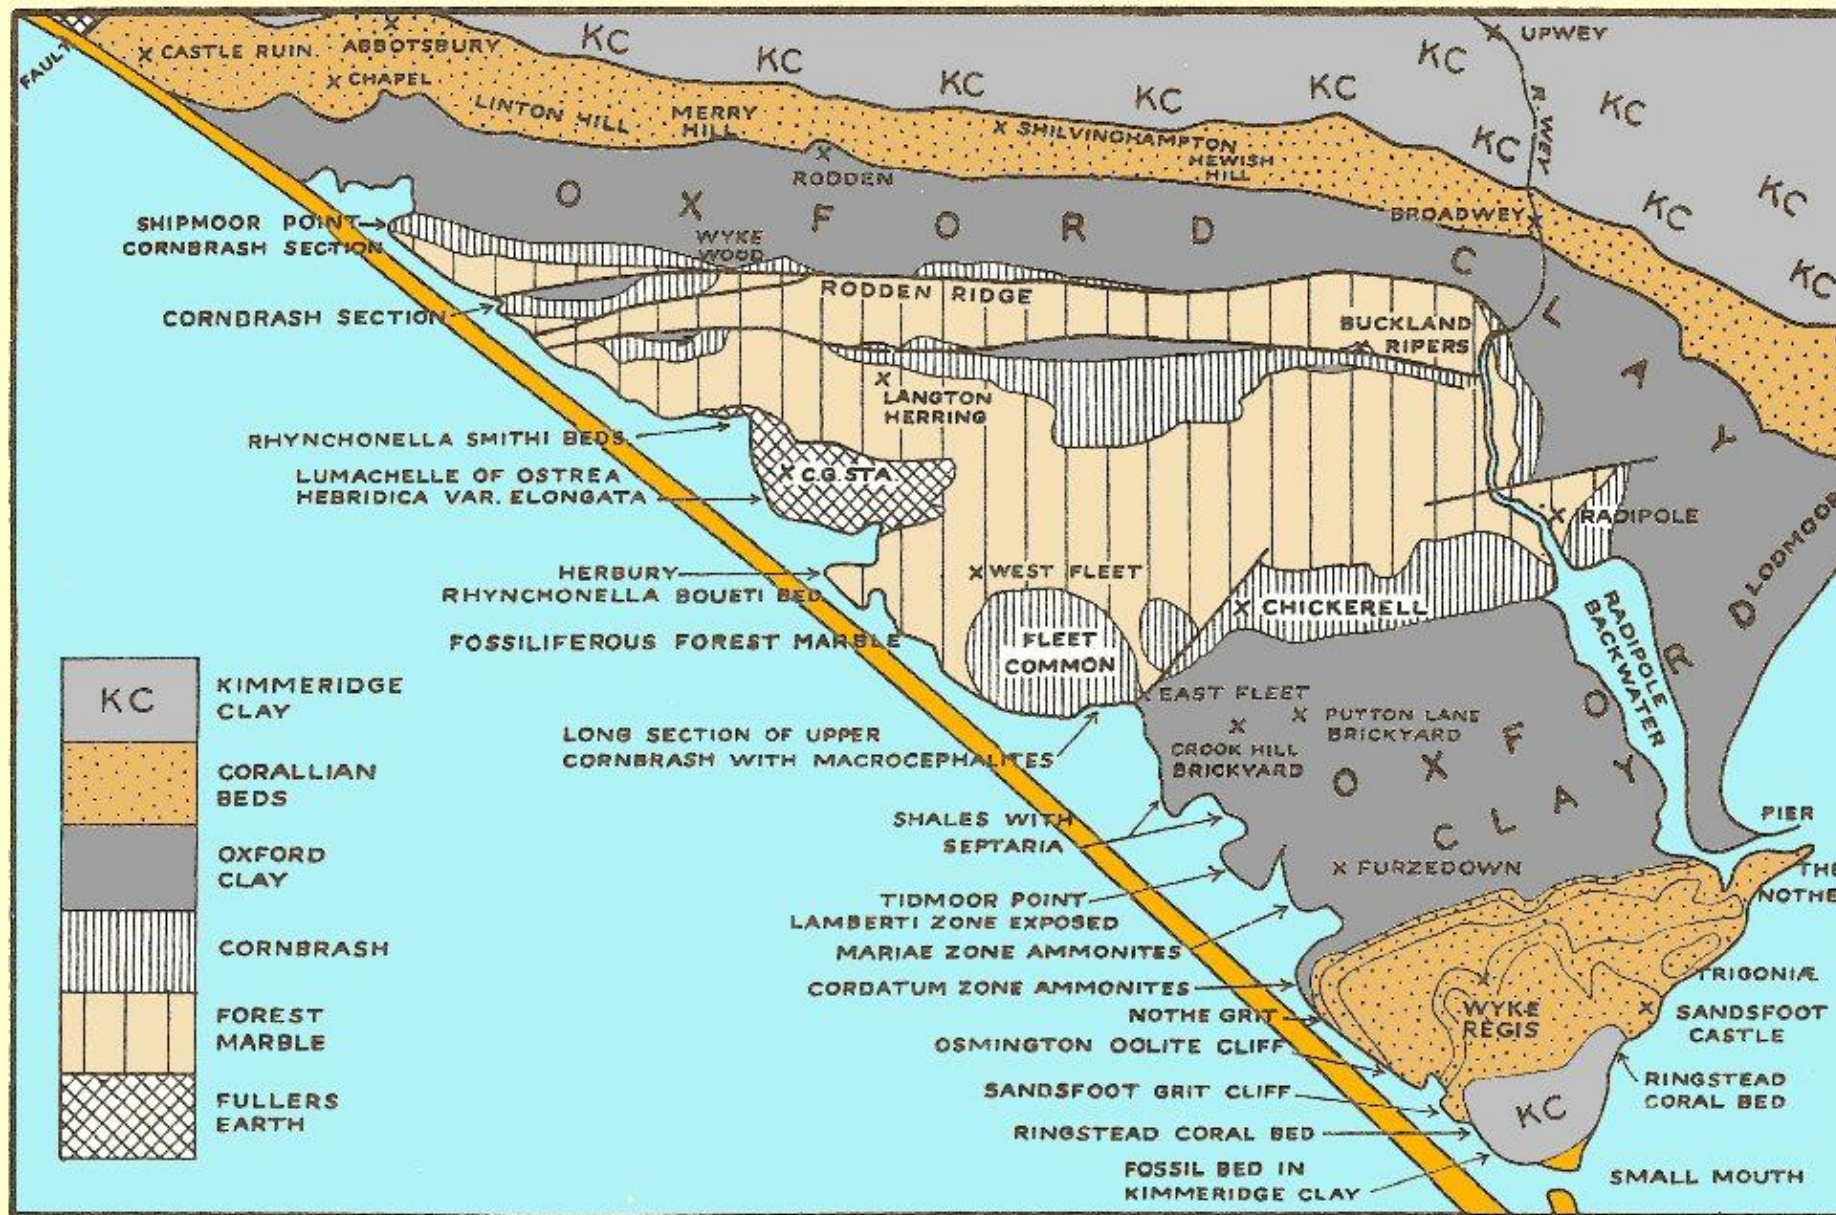 FAULT
CASTLE RUIN.
ABBOTSBURY
CHAPEL
KC
KC
KC
KC
KC
KC
UPWEY
KC
KC
KC
KC
KC
R. WEY
LINTON HILL
MERRY
HILL
SHILVINGHAMPTON
HEWISH
HILL
RODDEN
BROADWEY
OXFORD
CLAY
SHIPMOOR POINT
CORNBRASH SECTION
WYKE
WOOD
CORNBRASH SECTION
RODDEN RIDGE
BUCKLAND
RIPERS
LANGTON
HERRING
RHYNCHONELLA SMITHI BEDS
LUMACHELLE OF OSTREA
HEBRIDICA VAR. ELONGATA
C.G. STA.
RADIPOLE
LODMOOR
HERBURY
RHYNCHONELLA BOUETI BED
WEST FLEET
CHICKERELL
RADIPOLE
BACKWATER
FOSSILIFEROUS FOREST MARBLE
FLEET
COMMON
EAST FLEET
PUTTON LANE
BRICKYARD
CROOK HILL
BRICKYARD
LONG SECTION OF UPPER
CORNBRASH WITH MACROCEPHALITES
OXFORD
CLAY
SHALES WITH
SEPTARIA
PIER
FURZEDOWN
THE
NOTHE
TIDMOOR POINT
LAMBERTI ZONE EXPOSED
MARIAE ZONE AMMONITES
CORDATUM ZONE AMMONITES
TRIGONIÆ
NOTHE GRIT
WYKE
REGIS
SANDSFOOT
CASTLE
OSMINGTON OOLITE CLIFF
SANDSFOOT GRIT CLIFF
RINGSTEAD
CORAL BED
KC
RINGSTEAD CORAL BED
FOSSIL BED IN
KIMMERIDGE CLAY
SMALL MOUTH
KC
KIMMERIDGE
CLAY
CORALLIAN
BEDS
OXFORD
CLAY
CORNBRASH
FOREST
MARBLE
FULLERS
EARTH